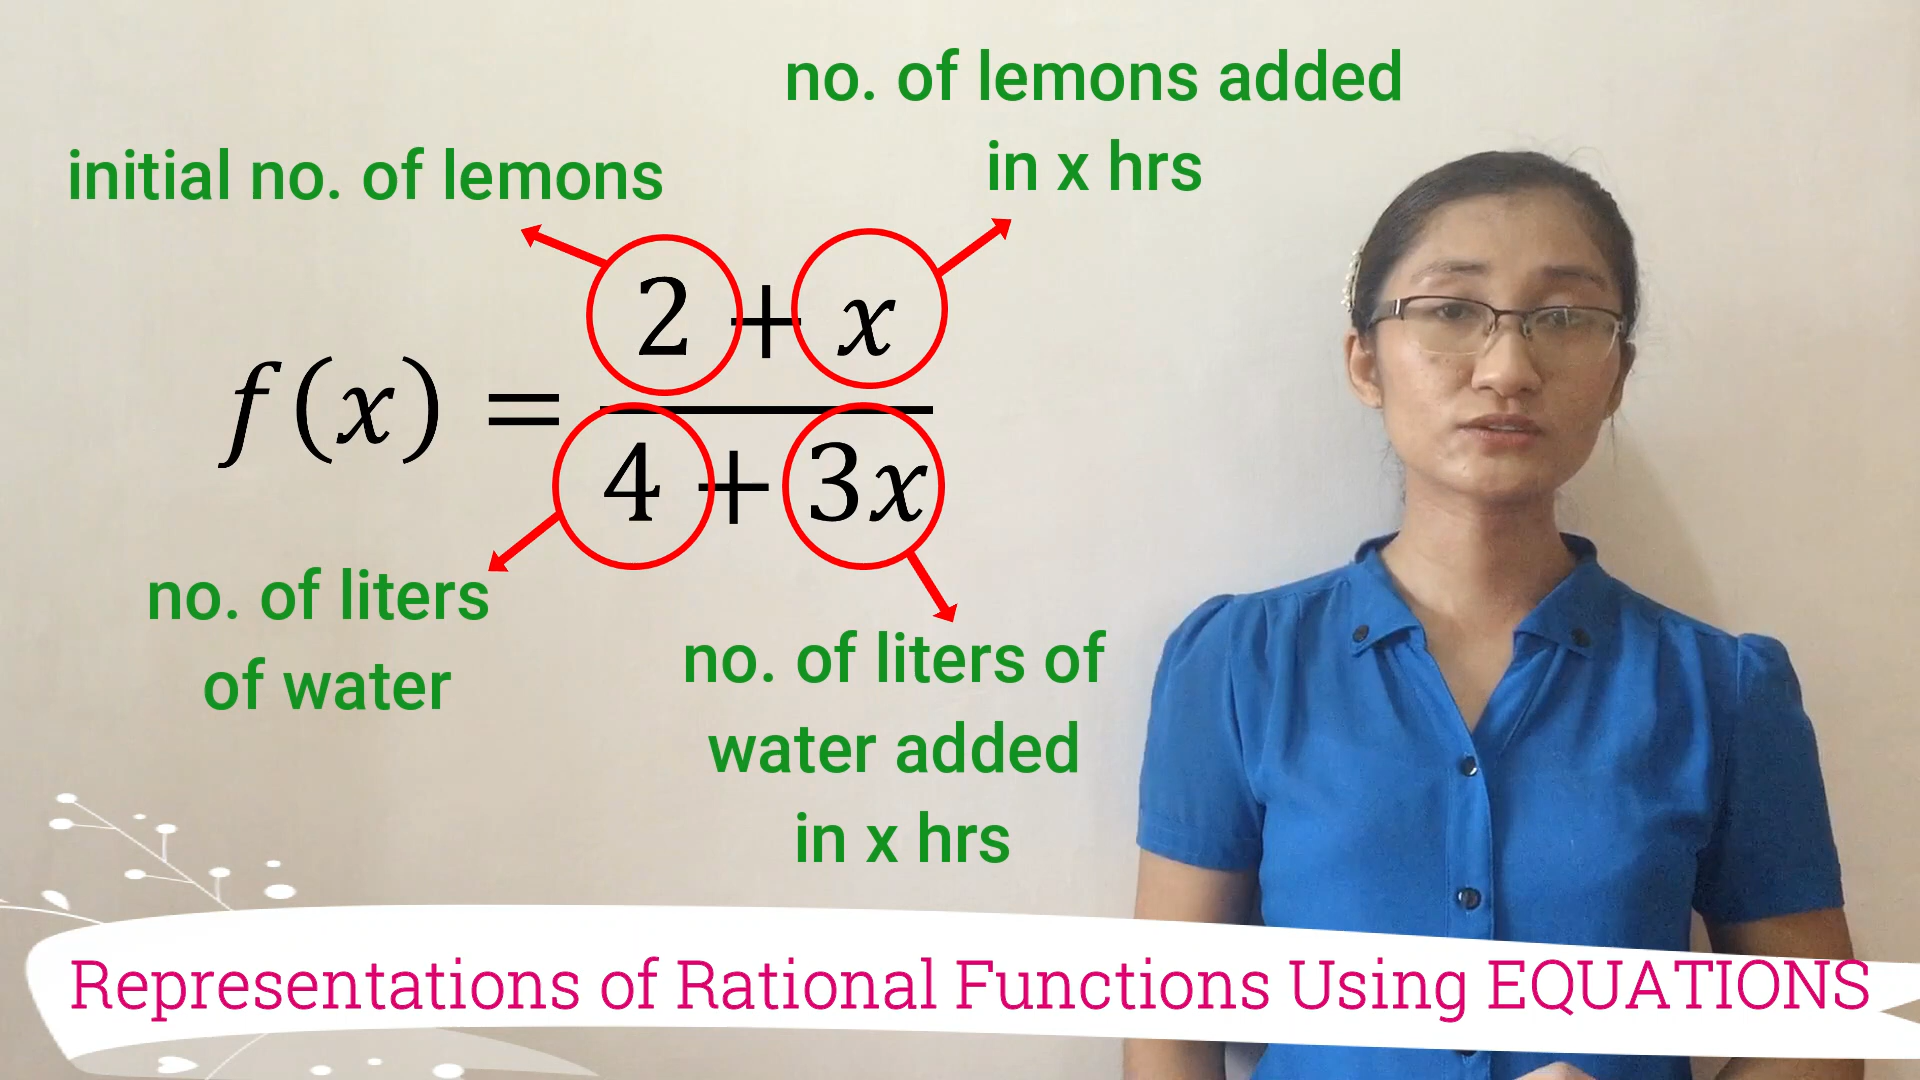 no. of lemons added
in x hrs
initial no. of lemons
f(x) = (2 + x)/(4 + 3x)
no. of liters
of water
no. of liters of
water added
in x hrs
Representations of Rational Functions Using EQUATIONS